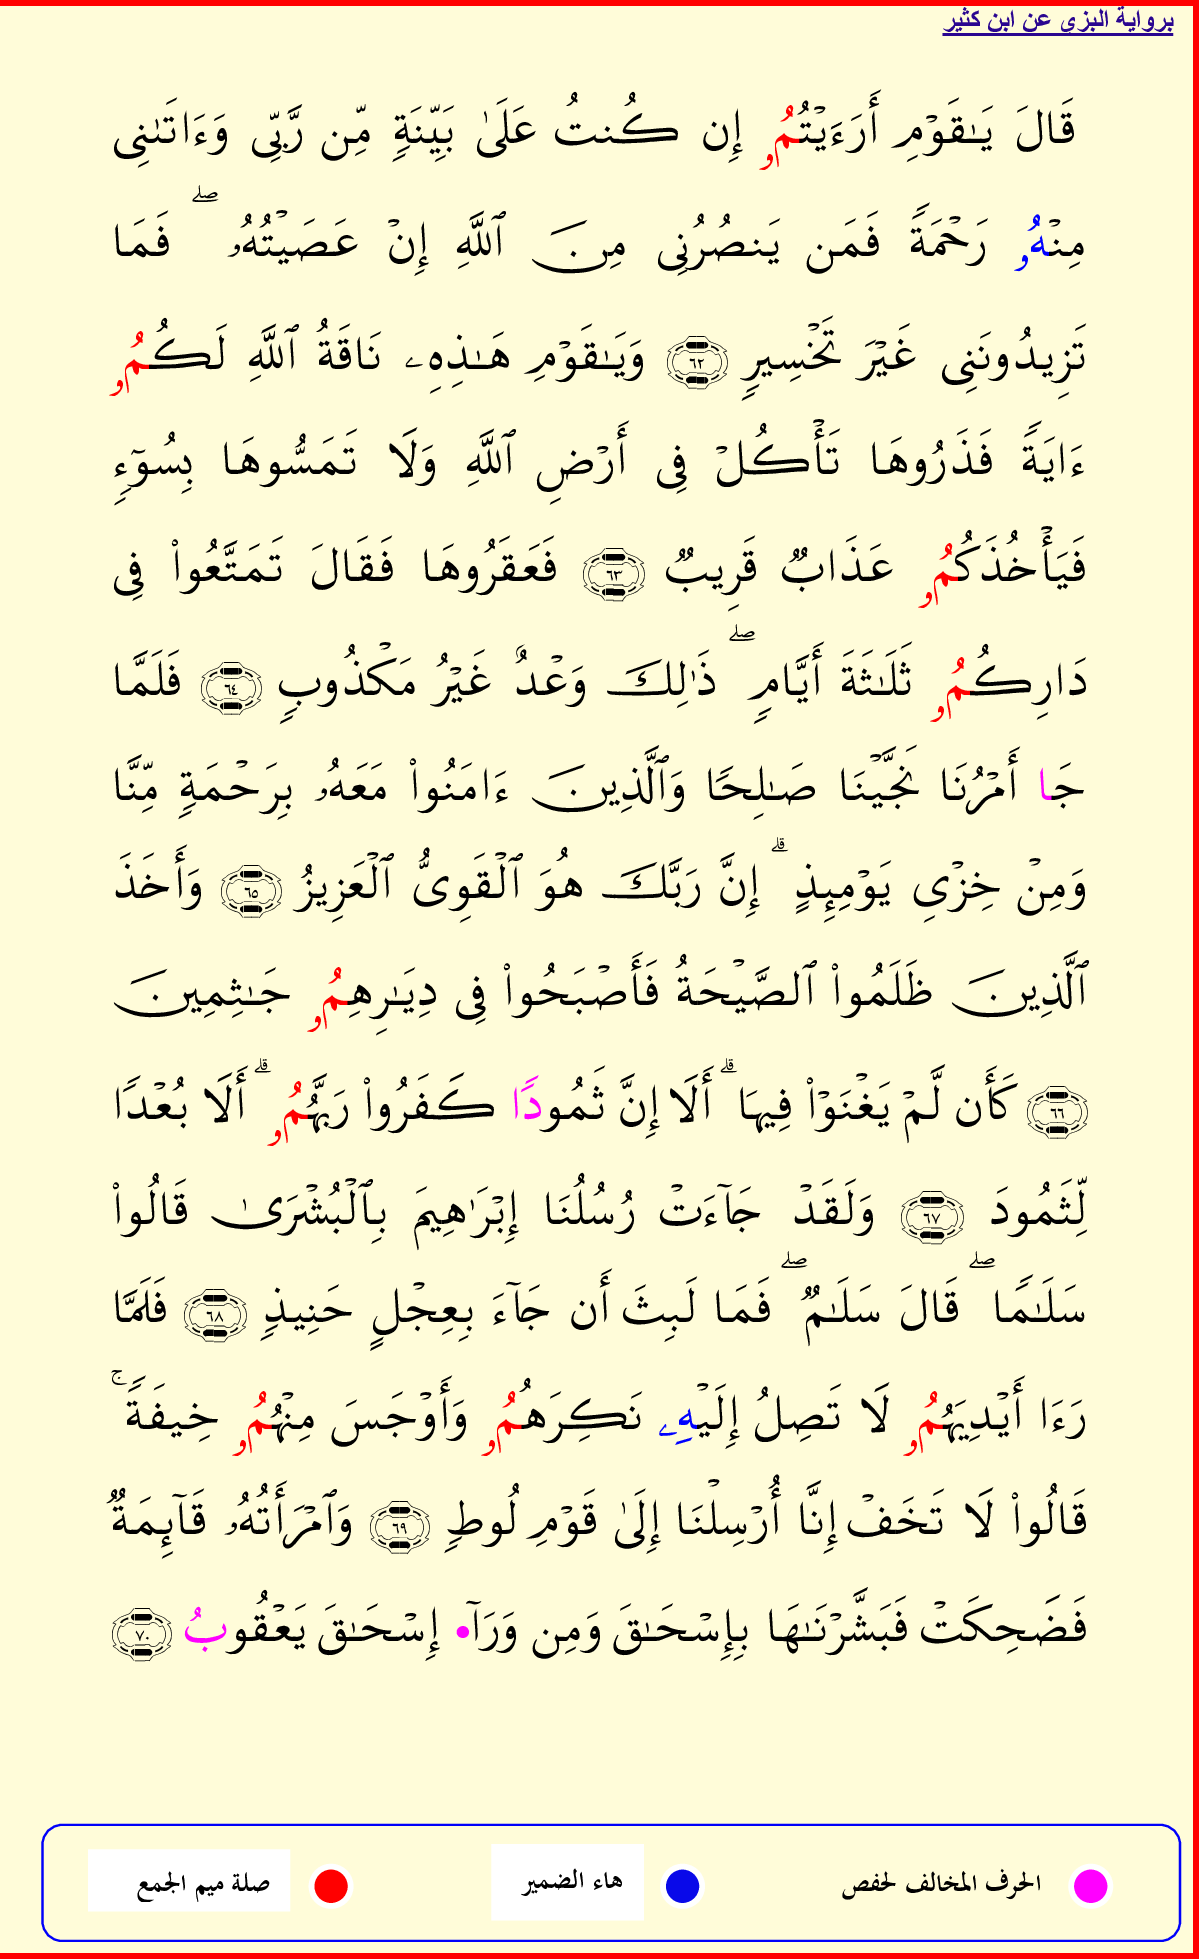 برواية البزي عن ابن كثير
قَالَ يَـٰقَوْمِ أَرَءَيْتُمُۥ إِن كُنتُ عَلَىٰ بَيِّنَةٍ مِّن رَّبِّى وَءَاتَىٰنِى
مِنْهُۥ رَحْمَةً فَمَن يَنصُرُنِى مِنَ ٱللَّهِ إِنْ عَصَيْتُهُۥ ۖ فَمَا
تَزِيدُونَنِى غَيْرَ تَخْسِيرٍ ٦٢ وَيَـٰقَوْمِ هَـٰذِهِۦ نَاقَةُ ٱللَّهِ لَكُمُۥ
ءَايَةً فَذَرُوهَا تَأْكُلْ فِى أَرْضِ ٱللَّهِ وَلَا تَمَسُّوهَا بِسُوٓءٍ
فَيَأْخُذَكُمُۥ عَذَابٌ قَرِيبٌ ٦٣ فَعَقَرُوهَا فَقَالَ تَمَتَّعُوا۟ فِى
دَارِكُمُۥ ثَلَـٰثَةَ أَيَّامٍ ۖ ذَٰلِكَ وَعْدٌ غَيْرُ مَكْذُوبٍ ٦٤ فَلَمَّا
جَا أَمْرُنَا نَجَّيْنَا صَـٰلِحًا وَٱلَّذِينَ ءَامَنُوا۟ مَعَهُۥ بِرَحْمَةٍ مِّنَّا
وَمِنْ خِزْىِ يَوْمِئِذٍ ۗ إِنَّ رَبَّكَ هُوَ ٱلْقَوِىُّ ٱلْعَزِيزُ ٦٥ وَأَخَذَ
ٱلَّذِينَ ظَلَمُوا۟ ٱلصَّيْحَةُ فَأَصْبَحُوا۟ فِى دِيَـٰرِهِمُۥ جَـٰثِمِينَ
٦٦ كَأَن لَّمْ يَغْنَوْا۟ فِيهَا ۗ أَلَا إِنَّ ثَمُودًا كَفَرُوا۟ رَبَّهُمُۥ ۗ أَلَا بُعْدًا
لِّثَمُودَ ٦٧ وَلَقَدْ جَآءَتْ رُسُلُنَا إِبْرَٰهِيمَ بِٱلْبُشْرَىٰ قَالُوا۟
سَلَـٰمًا ۖ قَالَ سَلَـٰمٌ ۖ فَمَا لَبِثَ أَن جَآءَ بِعِجْلٍ حَنِيذٍ ٦٨ فَلَمَّا
رَءَا أَيْدِيَهُمُۥ لَا تَصِلُ إِلَيْهِۦ نَكِرَهُمُۥ وَأَوْجَسَ مِنْهُمُۥ خِيفَةً ۚ
قَالُوا۟ لَا تَخَفْ إِنَّا أُرْسِلْنَا إِلَىٰ قَوْمِ لُوطٍ ٦٩ وَٱمْرَأَتُهُۥ قَآئِمَةٌ
فَضَحِكَتْ فَبَشَّرْنَـٰهَا بِإِسْحَـٰقَ وَمِن وَرَآ• إِسْحَـٰقَ يَعْقُوبُ ٧٠
الحرف المخالف لحفص هاء الضمير صلة ميم الجمع